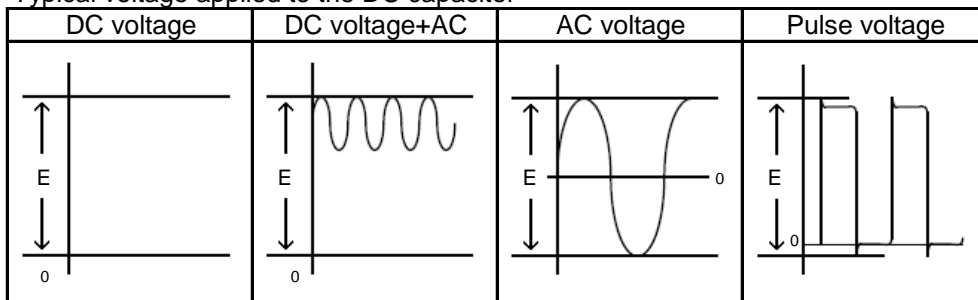 Typical voltage applied to the DC capacitor
DC voltage DC voltage+AC AC voltage Pulse voltage
E E E 0 E
0
0 0